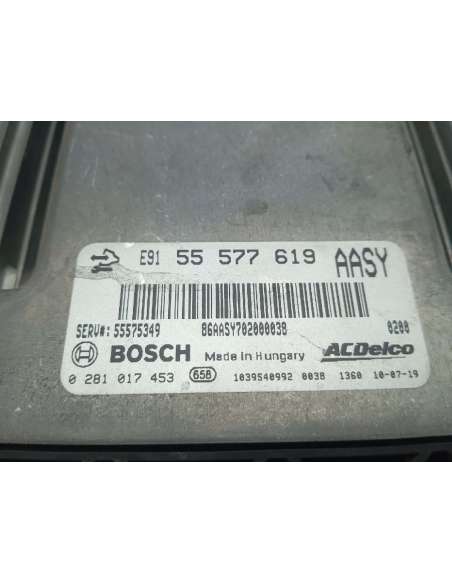 E91 55 577 619 AASY
SERV#: 55575349 86AASY702000038 0200
BOSCH Made in Hungary ACDelco
0 281 017 453 65B 1039S40992 0038 1360 10-07-19